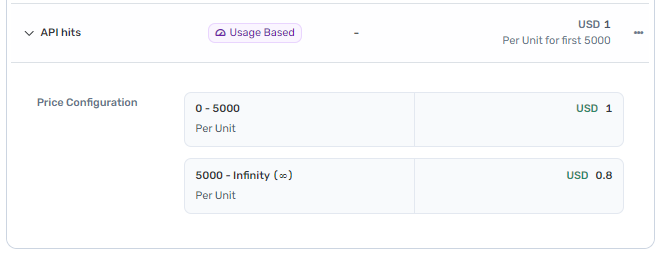 API hits
Usage Based
-
USD 1
Per Unit for first 5000
•••
Price Configuration
0 - 5000
Per Unit
USD 1
5000 - Infinity (∞)
Per Unit
USD 0.8